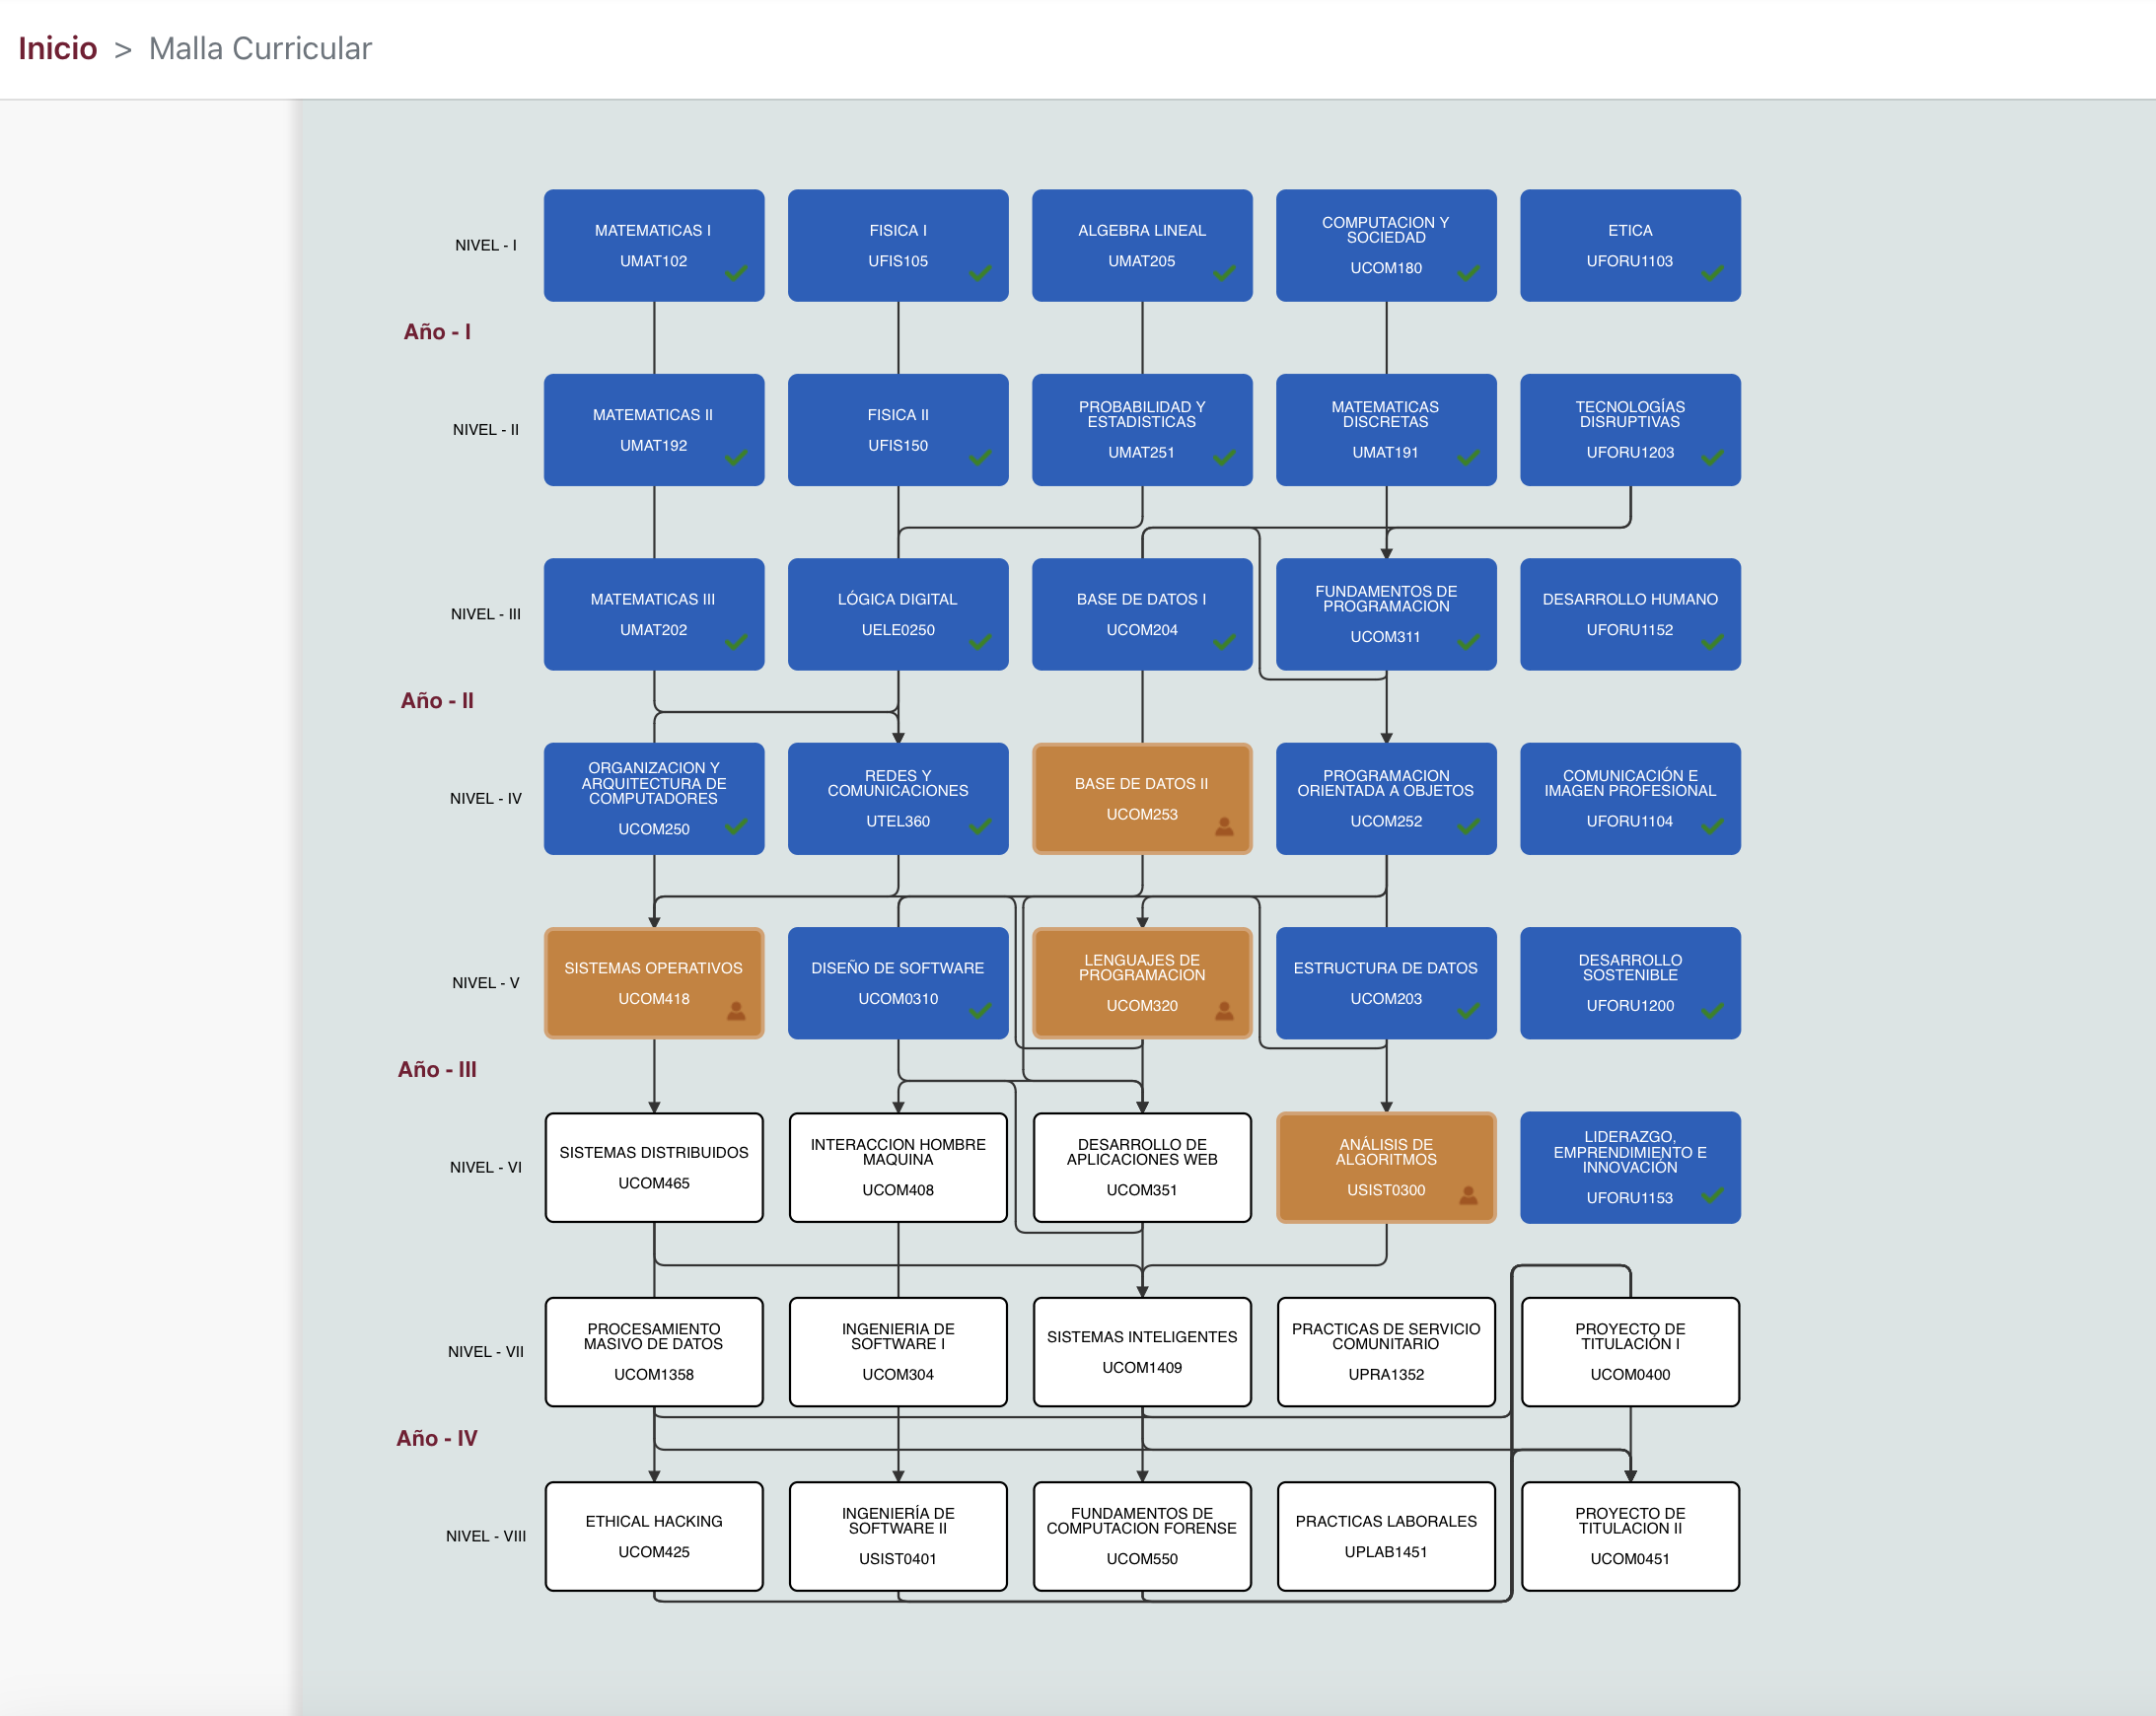 Inicio > Malla Curricular
NIVEL - I
MATEMATICAS I
UMAT102
FISICA I
UFIS105
ALGEBRA LINEAL
UMAT205
COMPUTACION Y
SOCIEDAD
UCOM180
ETICA
UFORU1103
Año - I
NIVEL - II
MATEMATICAS II
UMAT192
FISICA II
UFIS150
PROBABILIDAD Y
ESTADISTICAS
UMAT251
MATEMATICAS
DISCRETAS
UMAT191
TECNOLOGÍAS
DISRUPTIVAS
UFORU1203
NIVEL - III
MATEMATICAS III
UMAT202
LÓGICA DIGITAL
UELE0250
BASE DE DATOS I
UCOM204
FUNDAMENTOS DE
PROGRAMACION
UCOM311
DESARROLLO HUMANO
UFORU1152
Año - II
NIVEL - IV
ORGANIZACION Y
ARQUITECTURA DE
COMPUTADORES
UCOM250
REDES Y
COMUNICACIONES
UTEL360
BASE DE DATOS II
UCOM253
PROGRAMACION
ORIENTADA A OBJETOS
UCOM252
COMUNICACIÓN E
IMAGEN PROFESIONAL
UFORU1104
NIVEL - V
SISTEMAS OPERATIVOS
UCOM418
DISEÑO DE SOFTWARE
UCOM0310
LENGUAJES DE
PROGRAMACION
UCOM320
ESTRUCTURA DE DATOS
UCOM203
DESARROLLO
SOSTENIBLE
UFORU1200
Año - III
NIVEL - VI
SISTEMAS DISTRIBUIDOS
UCOM465
INTERACCION HOMBRE
MAQUINA
UCOM408
DESARROLLO DE
APLICACIONES WEB
UCOM351
ANÁLISIS DE
ALGORITMOS
USIST0300
LIDERAZGO,
EMPRENDIMIENTO E
INNOVACIÓN
UFORU1153
NIVEL - VII
PROCESAMIENTO
MASIVO DE DATOS
UCOM1358
INGENIERIA DE
SOFTWARE I
UCOM304
SISTEMAS INTELIGENTES
UCOM1409
PRACTICAS DE SERVICIO
COMUNITARIO
UPRA1352
PROYECTO DE
TITULACIÓN I
UCOM0400
Año - IV
NIVEL - VIII
ETHICAL HACKING
UCOM425
INGENIERÍA DE
SOFTWARE II
USIST0401
FUNDAMENTOS DE
COMPUTACION FORENSE
UCOM550
PRACTICAS LABORALES
UPLAB1451
PROYECTO DE
TITULACION II
UCOM0451